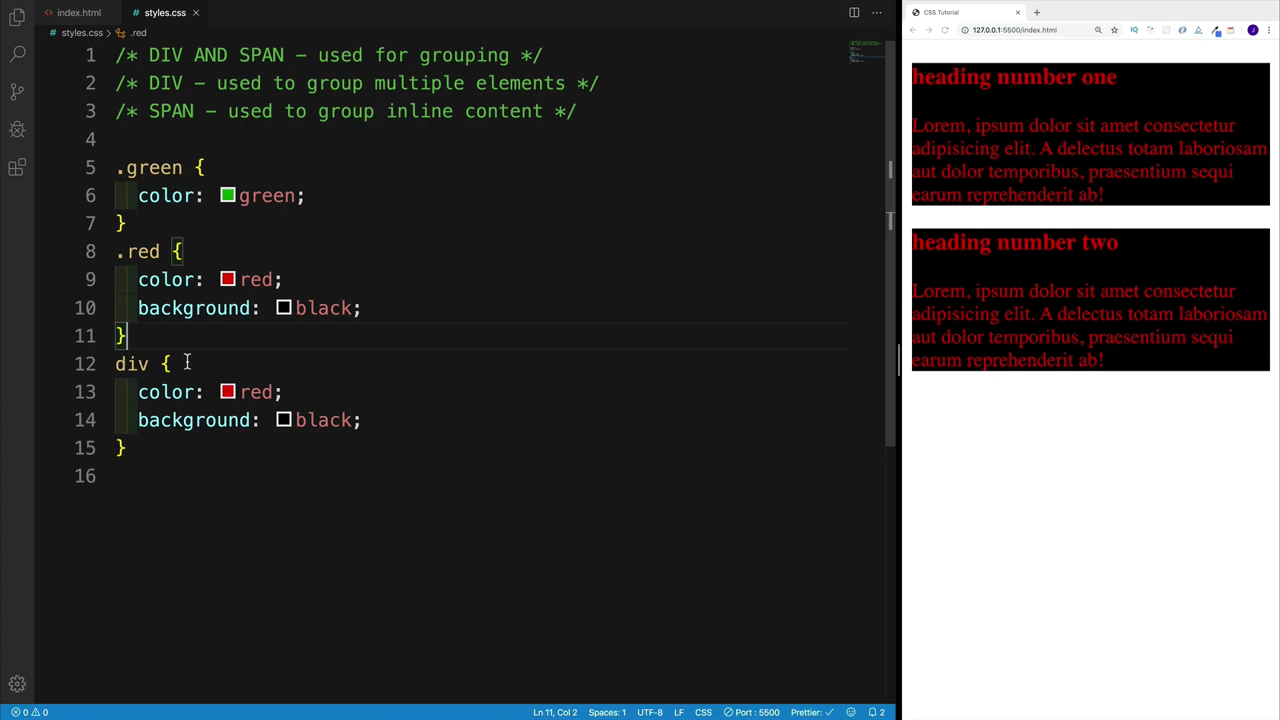 index.html
styles.css
styles.css > .red
1 /* DIV AND SPAN - used for grouping */
2 /* DIV - used to group multiple elements */
3 /* SPAN - used to group inline content */
4
5 .green {
6 color: green;
7 }
8 .red {
9 color: red;
10 background: black;
11 }
12 div {
13 color: red;
14 background: black;
15 }
16
0 0
Ln 11, Col 2
Spaces: 1
UTF-8
LF
CSS
Port : 5500
Prettier: ✓
2
CSS Tutorial
127.0.0.1:5500/index.html
IQ
J
heading number one
Lorem, ipsum dolor sit amet consectetur
adipisicing elit. A delectus totam laboriosam
aut dolor temporibus, praesentium sequi
earum reprehenderit ab!
heading number two
Lorem, ipsum dolor sit amet consectetur
adipisicing elit. A delectus totam laboriosam
aut dolor temporibus, praesentium sequi
earum reprehenderit ab!